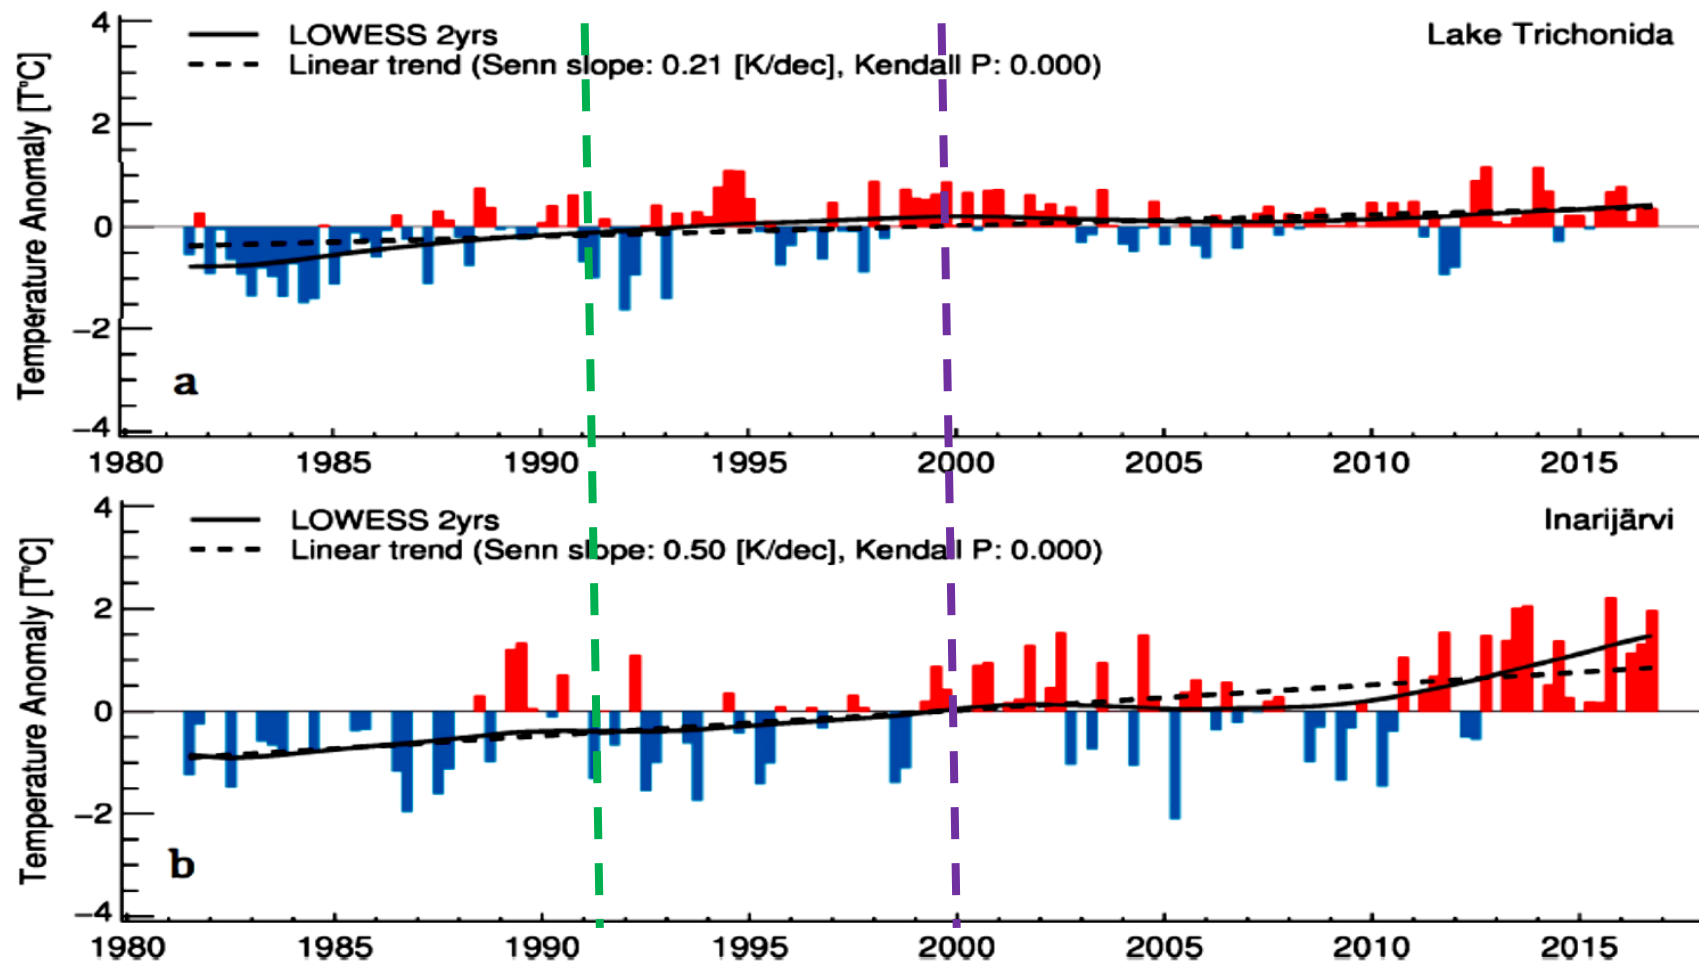 Temperature Anomaly [T°C]
4
2
0
−2
−4
LOWESS 2yrs
Linear trend (Senn slope: 0.21 [K/dec], Kendall P: 0.000)
Lake Trichonida
a
1980 1985 1990 1995 2000 2005 2010 2015
Temperature Anomaly [T°C]
4
2
0
−2
−4
LOWESS 2yrs
Linear trend (Senn slope: 0.50 [K/dec], Kendall P: 0.000)
Inarijärvi
b
1980 1985 1990 1995 2000 2005 2010 2015